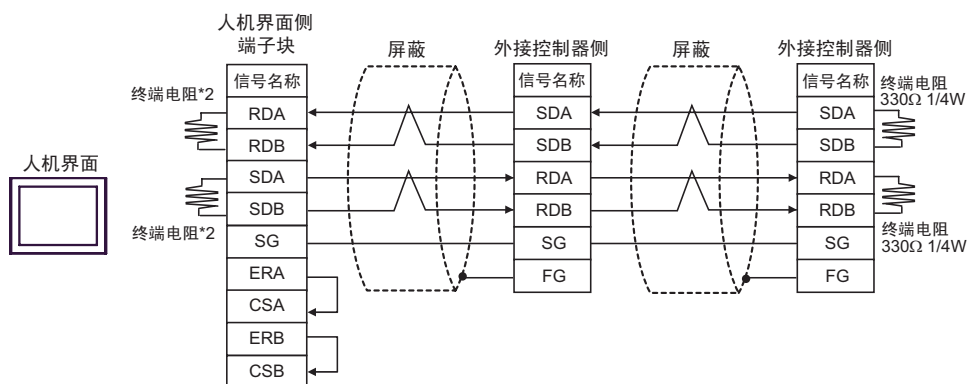 人机界面侧
端子块
屏蔽
外接控制器侧
屏蔽
外接控制器侧
信号名称
信号名称
信号名称
终端电阻*2
终端电阻
330Ω 1/4W
RDA
SDA
SDA
RDB
SDB
SDB
人机界面
SDA
RDA
RDA
SDB
RDB
RDB
终端电阻*2
终端电阻
330Ω 1/4W
SG
SG
SG
ERA
FG
FG
CSA
ERB
CSB